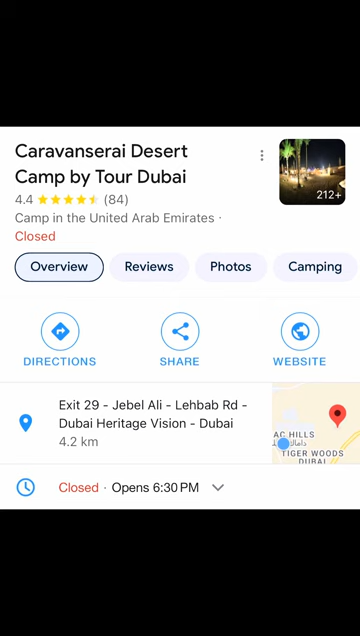 Caravanserai Desert
Camp by Tour Dubai
212+
4.4 (84)
Camp in the United Arab Emirates ·
Closed
Overview
Reviews
Photos
Camping
DIRECTIONS
SHARE
WEBSITE
Exit 29 - Jebel Ali - Lehbab Rd -
Dubai Heritage Vision - Dubai
4.2 km
AC HILLS
TIGER WOODS
DUBAI
Closed · Opens 6:30 PM